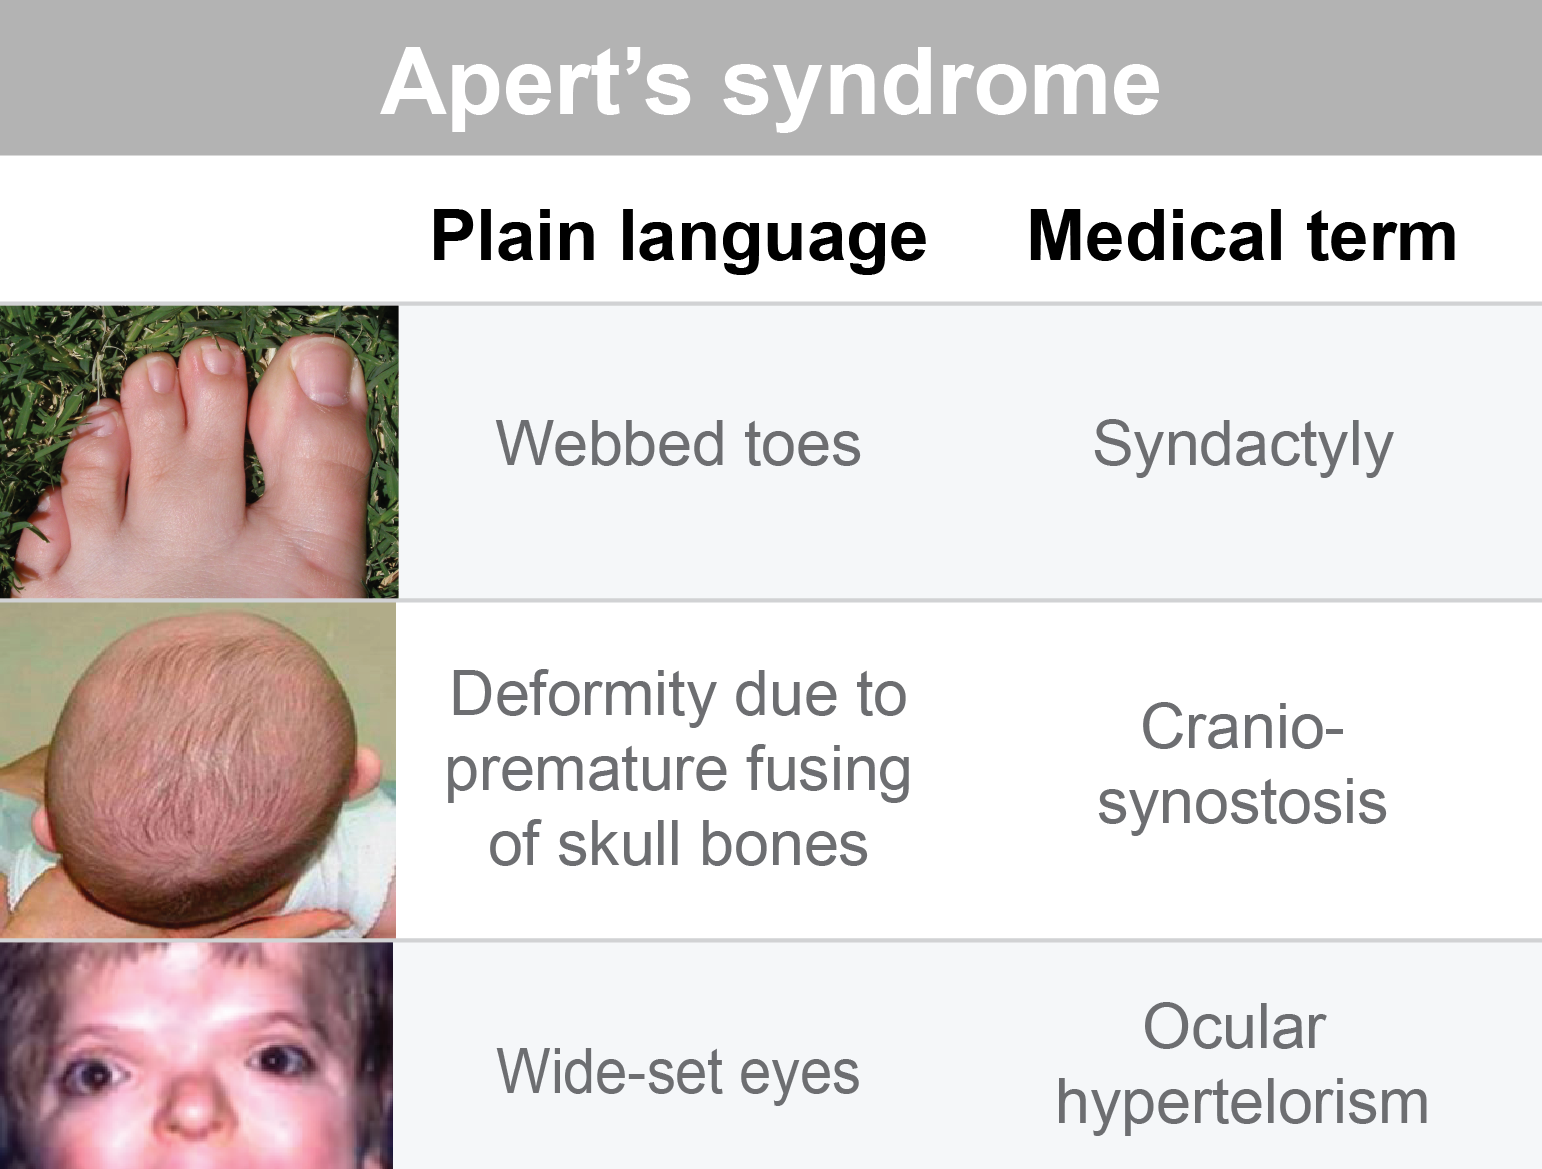 Apert’s syndrome
Plain language Medical term
Webbed toes Syndactyly
Deformity due to
premature fusing
of skull bones
Cranio-
synostosis
Wide-set eyes
Ocular
hypertelorism